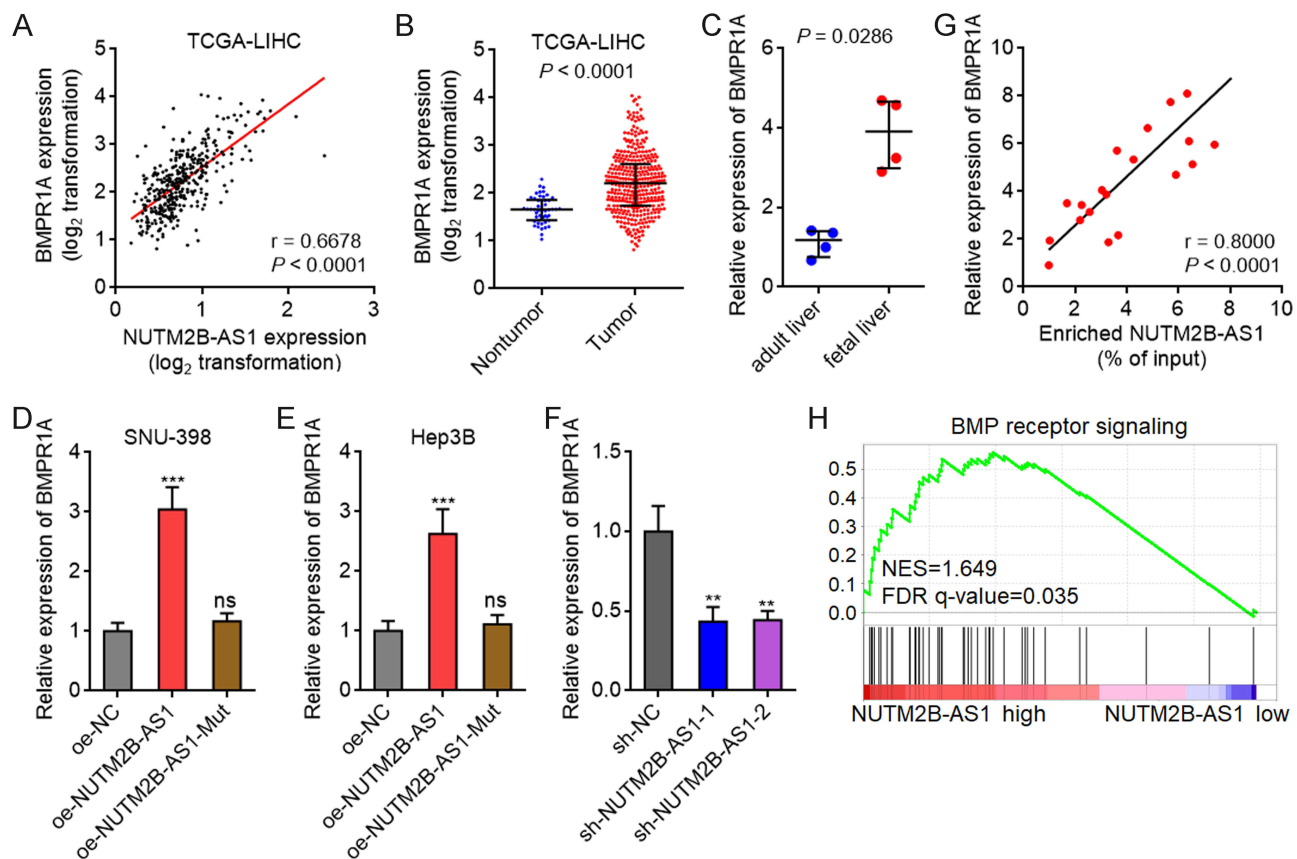 A
TCGA-LIHC
BMPR1A expression
(log2 transformation)
5
4
3
2
1
0
r = 0.6678
P < 0.0001
0
1
2
3
NUTM2B-AS1 expression
(log2 transformation)
B
TCGA-LIHC
P < 0.0001
BMPR1A expression
(log2 transformation)
5
4
3
2
1
0
Nontumor
Tumor
C
P = 0.0286
Relative expression of BMPR1A
6
4
2
0
adult liver
fetal liver
G
Relative expression of BMPR1A
10
8
6
4
2
0
r = 0.8000
P < 0.0001
0
2
4
6
8
10
Enriched NUTM2B-AS1
(% of input)
D
SNU-398
Relative expression of BMPR1A
4
3
2
1
0
***
ns
oe-NC
oe-NUTM2B-AS1
oe-NUTM2B-AS1-Mut
E
Hep3B
Relative expression of BMPR1A
4
3
2
1
0
***
ns
oe-NC
oe-NUTM2B-AS1
oe-NUTM2B-AS1-Mut
F
Relative expression of BMPR1A
1.5
1.0
0.5
0.0
**
**
sh-NC
sh-NUTM2B-AS1-1
sh-NUTM2B-AS1-2
H
BMP receptor signaling
0.5
0.4
0.3
0.2
0.1
0.0
NES=1.649
FDR q-value=0.035
NUTM2B-AS1 high
NUTM2B-AS1 low